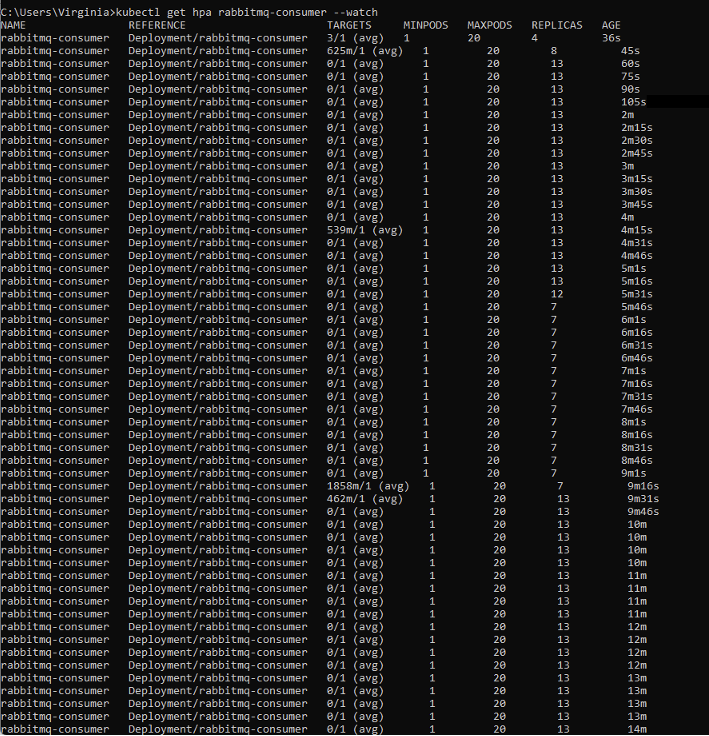 C:\Users\Virginia>kubectl get hpa rabbitmq-consumer --watch
NAME REFERENCE TARGETS MINPODS MAXPODS REPLICAS AGE
rabbitmq-consumer Deployment/rabbitmq-consumer 3/1 (avg) 1 20 4 36s
rabbitmq-consumer Deployment/rabbitmq-consumer 625m/1 (avg) 1 20 8 45s
rabbitmq-consumer Deployment/rabbitmq-consumer 0/1 (avg) 1 20 13 60s
rabbitmq-consumer Deployment/rabbitmq-consumer 0/1 (avg) 1 20 13 75s
rabbitmq-consumer Deployment/rabbitmq-consumer 0/1 (avg) 1 20 13 90s
rabbitmq-consumer Deployment/rabbitmq-consumer 0/1 (avg) 1 20 13 105s
rabbitmq-consumer Deployment/rabbitmq-consumer 0/1 (avg) 1 20 13 2m
rabbitmq-consumer Deployment/rabbitmq-consumer 0/1 (avg) 1 20 13 2m15s
rabbitmq-consumer Deployment/rabbitmq-consumer 0/1 (avg) 1 20 13 2m30s
rabbitmq-consumer Deployment/rabbitmq-consumer 0/1 (avg) 1 20 13 2m45s
rabbitmq-consumer Deployment/rabbitmq-consumer 0/1 (avg) 1 20 13 3m
rabbitmq-consumer Deployment/rabbitmq-consumer 0/1 (avg) 1 20 13 3m15s
rabbitmq-consumer Deployment/rabbitmq-consumer 0/1 (avg) 1 20 13 3m30s
rabbitmq-consumer Deployment/rabbitmq-consumer 0/1 (avg) 1 20 13 3m45s
rabbitmq-consumer Deployment/rabbitmq-consumer 0/1 (avg) 1 20 13 4m
rabbitmq-consumer Deployment/rabbitmq-consumer 539m/1 (avg) 1 20 13 4m15s
rabbitmq-consumer Deployment/rabbitmq-consumer 0/1 (avg) 1 20 13 4m31s
rabbitmq-consumer Deployment/rabbitmq-consumer 0/1 (avg) 1 20 13 4m46s
rabbitmq-consumer Deployment/rabbitmq-consumer 0/1 (avg) 1 20 13 5m1s
rabbitmq-consumer Deployment/rabbitmq-consumer 0/1 (avg) 1 20 13 5m16s
rabbitmq-consumer Deployment/rabbitmq-consumer 0/1 (avg) 1 20 12 5m31s
rabbitmq-consumer Deployment/rabbitmq-consumer 0/1 (avg) 1 20 7 5m46s
rabbitmq-consumer Deployment/rabbitmq-consumer 0/1 (avg) 1 20 7 6m1s
rabbitmq-consumer Deployment/rabbitmq-consumer 0/1 (avg) 1 20 7 6m16s
rabbitmq-consumer Deployment/rabbitmq-consumer 0/1 (avg) 1 20 7 6m31s
rabbitmq-consumer Deployment/rabbitmq-consumer 0/1 (avg) 1 20 7 6m46s
rabbitmq-consumer Deployment/rabbitmq-consumer 0/1 (avg) 1 20 7 7m1s
rabbitmq-consumer Deployment/rabbitmq-consumer 0/1 (avg) 1 20 7 7m16s
rabbitmq-consumer Deployment/rabbitmq-consumer 0/1 (avg) 1 20 7 7m31s
rabbitmq-consumer Deployment/rabbitmq-consumer 0/1 (avg) 1 20 7 7m46s
rabbitmq-consumer Deployment/rabbitmq-consumer 0/1 (avg) 1 20 7 8m1s
rabbitmq-consumer Deployment/rabbitmq-consumer 0/1 (avg) 1 20 7 8m16s
rabbitmq-consumer Deployment/rabbitmq-consumer 0/1 (avg) 1 20 7 8m31s
rabbitmq-consumer Deployment/rabbitmq-consumer 0/1 (avg) 1 20 7 8m46s
rabbitmq-consumer Deployment/rabbitmq-consumer 0/1 (avg) 1 20 7 9m1s
rabbitmq-consumer Deployment/rabbitmq-consumer 1858m/1 (avg) 1 20 7 9m16s
rabbitmq-consumer Deployment/rabbitmq-consumer 462m/1 (avg) 1 20 13 9m31s
rabbitmq-consumer Deployment/rabbitmq-consumer 0/1 (avg) 1 20 13 9m46s
rabbitmq-consumer Deployment/rabbitmq-consumer 0/1 (avg) 1 20 13 10m
rabbitmq-consumer Deployment/rabbitmq-consumer 0/1 (avg) 1 20 13 10m
rabbitmq-consumer Deployment/rabbitmq-consumer 0/1 (avg) 1 20 13 10m
rabbitmq-consumer Deployment/rabbitmq-consumer 0/1 (avg) 1 20 13 10m
rabbitmq-consumer Deployment/rabbitmq-consumer 0/1 (avg) 1 20 13 11m
rabbitmq-consumer Deployment/rabbitmq-consumer 0/1 (avg) 1 20 13 11m
rabbitmq-consumer Deployment/rabbitmq-consumer 0/1 (avg) 1 20 13 11m
rabbitmq-consumer Deployment/rabbitmq-consumer 0/1 (avg) 1 20 13 11m
rabbitmq-consumer Deployment/rabbitmq-consumer 0/1 (avg) 1 20 13 12m
rabbitmq-consumer Deployment/rabbitmq-consumer 0/1 (avg) 1 20 13 12m
rabbitmq-consumer Deployment/rabbitmq-consumer 0/1 (avg) 1 20 13 12m
rabbitmq-consumer Deployment/rabbitmq-consumer 0/1 (avg) 1 20 13 12m
rabbitmq-consumer Deployment/rabbitmq-consumer 0/1 (avg) 1 20 13 13m
rabbitmq-consumer Deployment/rabbitmq-consumer 0/1 (avg) 1 20 13 13m
rabbitmq-consumer Deployment/rabbitmq-consumer 0/1 (avg) 1 20 13 13m
rabbitmq-consumer Deployment/rabbitmq-consumer 0/1 (avg) 1 20 13 13m
rabbitmq-consumer Deployment/rabbitmq-consumer 0/1 (avg) 1 20 13 14m